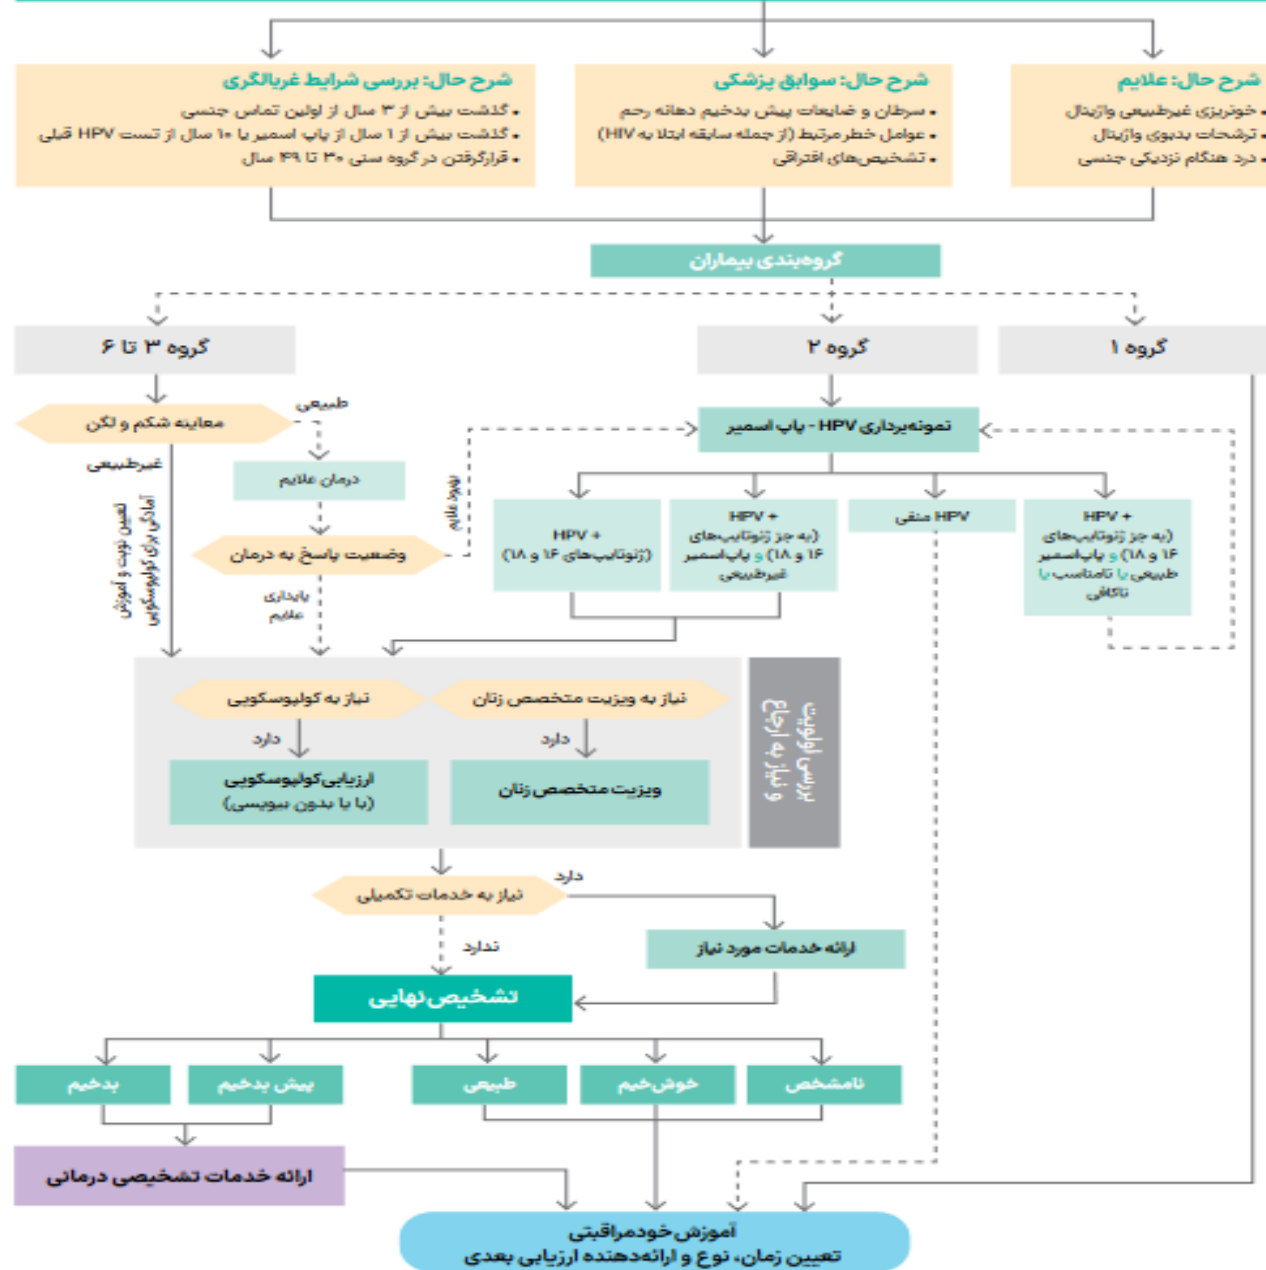 شرح حال: علایم
• خونریزی غیرطبیعی واژینال
• ترشحات بدبوی واژینال
• درد هنگام نزدیکی جنسی
شرح حال: سوابق پزشکی
• سرطان و ضایعات پیش بدخیم دهانه رحم
• عوامل خطر مرتبط (از جمله سابقه ابتلا به HIV)
• تشخیص‌های افتراقی
شرح حال: بررسی شرایط غربالگری
• گذشت بیش از ۳ سال از اولین تماس جنسی
• گذشت بیش از ۱ سال از پاپ اسمیر یا ۱۰ سال از تست HPV قبلی
• قرارگرفتن در گروه سنی ۳۰ تا ۴۹ سال
گروه‌بندی بیماران
گروه ۱
گروه ۲
گروه ۳ تا ۶
نمونه‌برداری HPV - پاپ اسمیر
معاینه شکم و لگن
طبیعی
غیرطبیعی
تعیین نوبت و آموزش
آمادگی برای کولپوسکوپی
درمان علایم
وضعیت پاسخ به درمان
بهبود علایم
پایداری
علایم
HPV +
(به جز ژنوتایپ‌های
۱۶ و ۱۸) و پاپ‌اسمیر
طبیعی یا نامناسب یا
ناکافی
HPV منفی
HPV +
(به جز ژنوتایپ‌های
۱۶ و ۱۸) و پاپ‌اسمیر
غیرطبیعی
HPV +
(ژنوتایپ‌های ۱۶ و ۱۸)
بررسی اولویت
و نیاز به ارجاع
نیاز به ویزیت متخصص زنان
دارد
ویزیت متخصص زنان
نیاز به کولپوسکوپی
دارد
ارزیابی کولپوسکوپی
(با یا بدون بیوپسی)
نیاز به خدمات تکمیلی
دارد
ارائه خدمات مورد نیاز
ندارد
تشخیص نهایی
نامشخص
خوش‌خیم
طبیعی
پیش بدخیم
بدخیم
ارائه خدمات تشخیصی درمانی
آموزش خودمراقبتی
تعیین زمان، نوع و ارائه‌دهنده ارزیابی بعدی